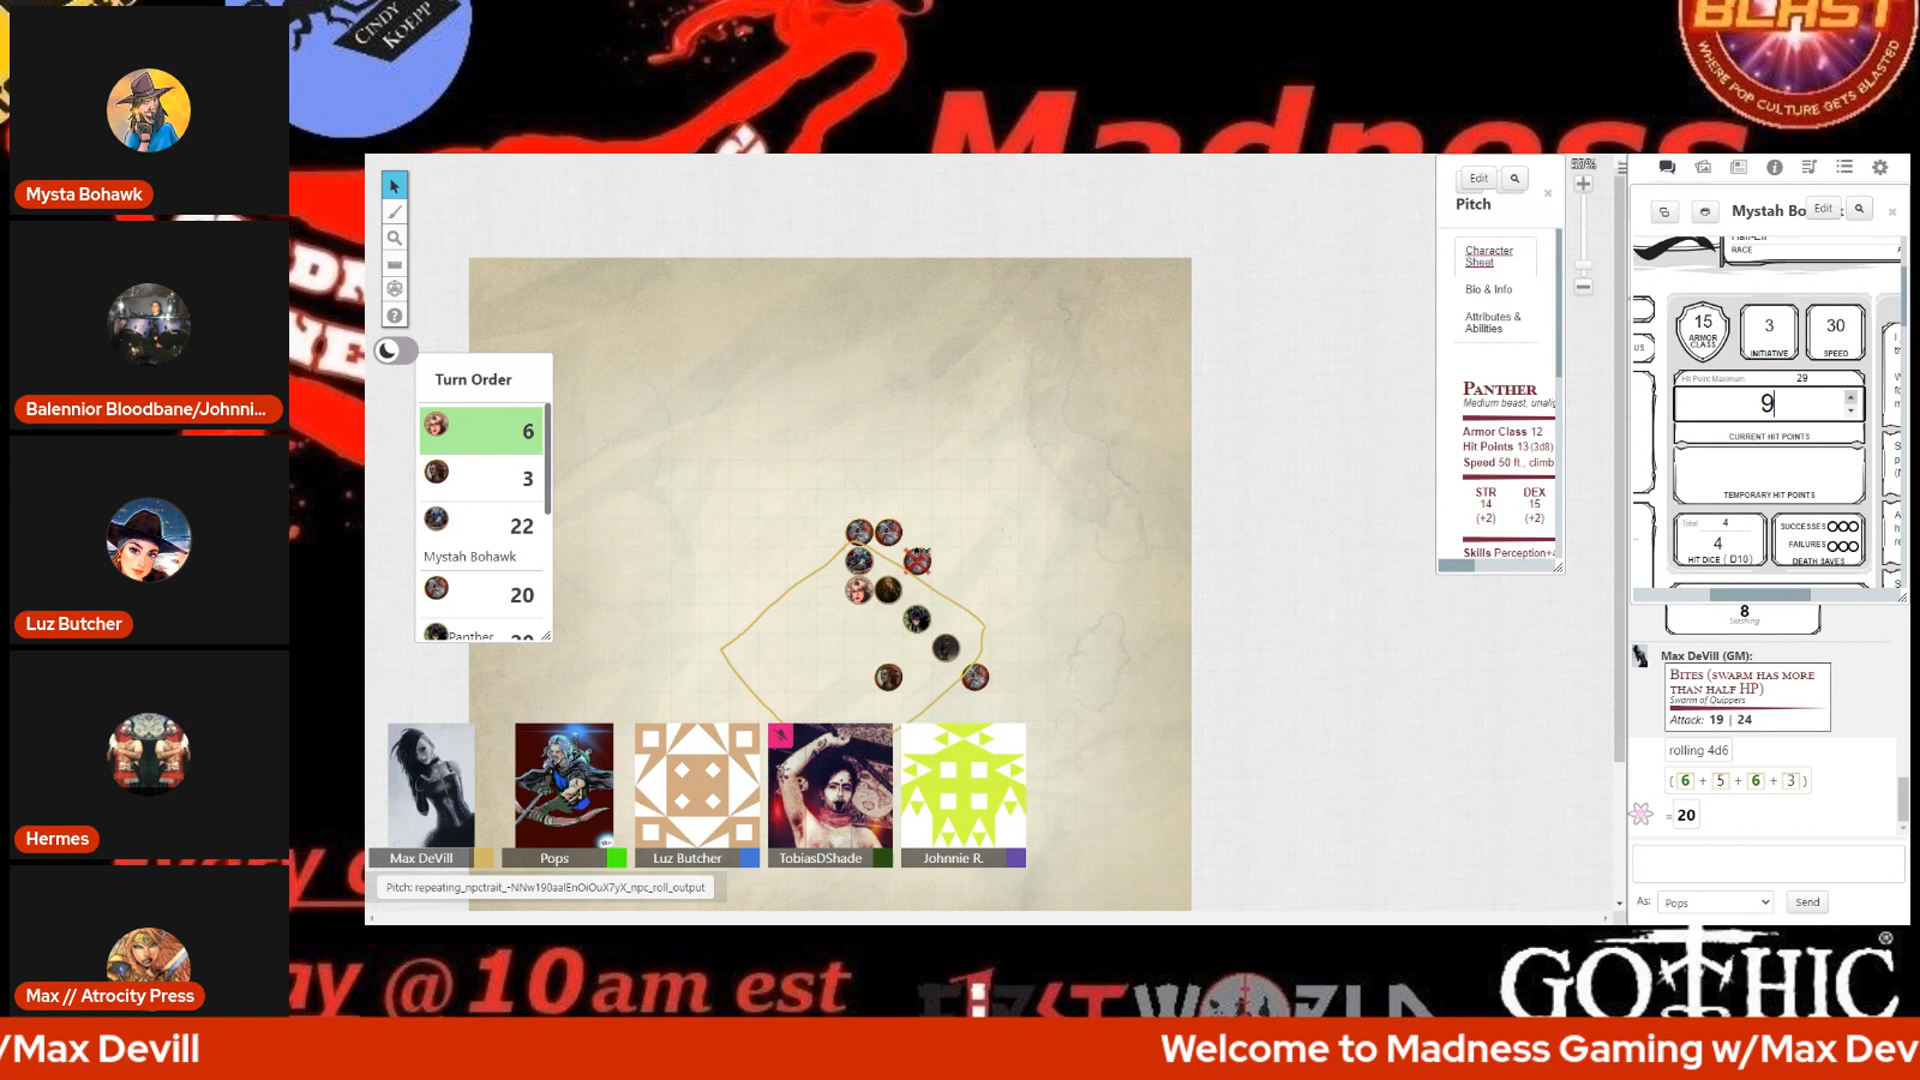 CINDY
KOEPP
BLAST
WHERE POP CULTURE GETS BLASTED
Madness
Mysta Bohawk
Balennior Bloodbane/Johnni...
Luz Butcher
Hermes
Max // Atrocity Press
Turn Order
6
3
22
Mystah Bohawk
20
Panther
20
Edit
Pitch
Character
Sheet
Bio & Info
Attributes &
Abilities
PANTHER
Medium beast, unalig
Armor Class 12
Hit Points 13 (3d8)
Speed 50 ft., climb
STR DEX
14 15
(+2) (+2)
Skills Perception+4
Mystah Bo
Edit
RACE
15
ARMOR
CLASS
3
INITIATIVE
30
SPEED
Hit Point Maximum 29
9
CURRENT HIT POINTS
TEMPORARY HIT POINTS
Total 4
4
HIT DICE (D10)
SUCCESSES
FAILURES
DEATH SAVES
8
Slashing
Max DeVill (GM):
BITES (SWARM HAS MORE
THAN HALF HP)
Swarm of Quippers
Attack: 19 | 24
rolling 4d6
(6 + 5 + 6 + 3)
= 20
As: Pops
Send
Max DeVill
Pops
Luz Butcher
TobiasDShade
Johnnie R.
Pitch: repeating_npctrait_-NNw190aalEnOiOuX7yX_npc_roll_output
ay @ 10am est
GOTHIC
/Max Devill
Welcome to Madness Gaming w/Max Dev